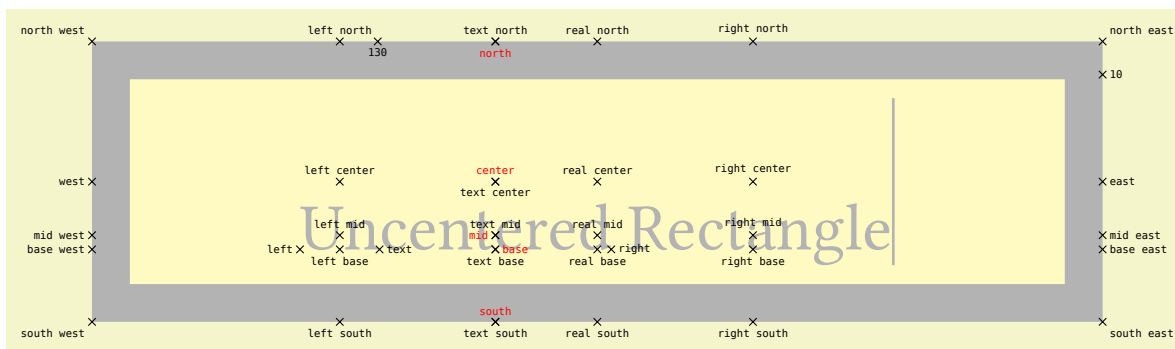 north west left north text north real north right north north east
130 north
10
left center center real center right center
west text center east
left mid text mid real mid right mid
mid west mid mid east
Uncentered Rectangle
base west left text base right base east
left base text base real base right base
south
south west left south text south real south right south south east